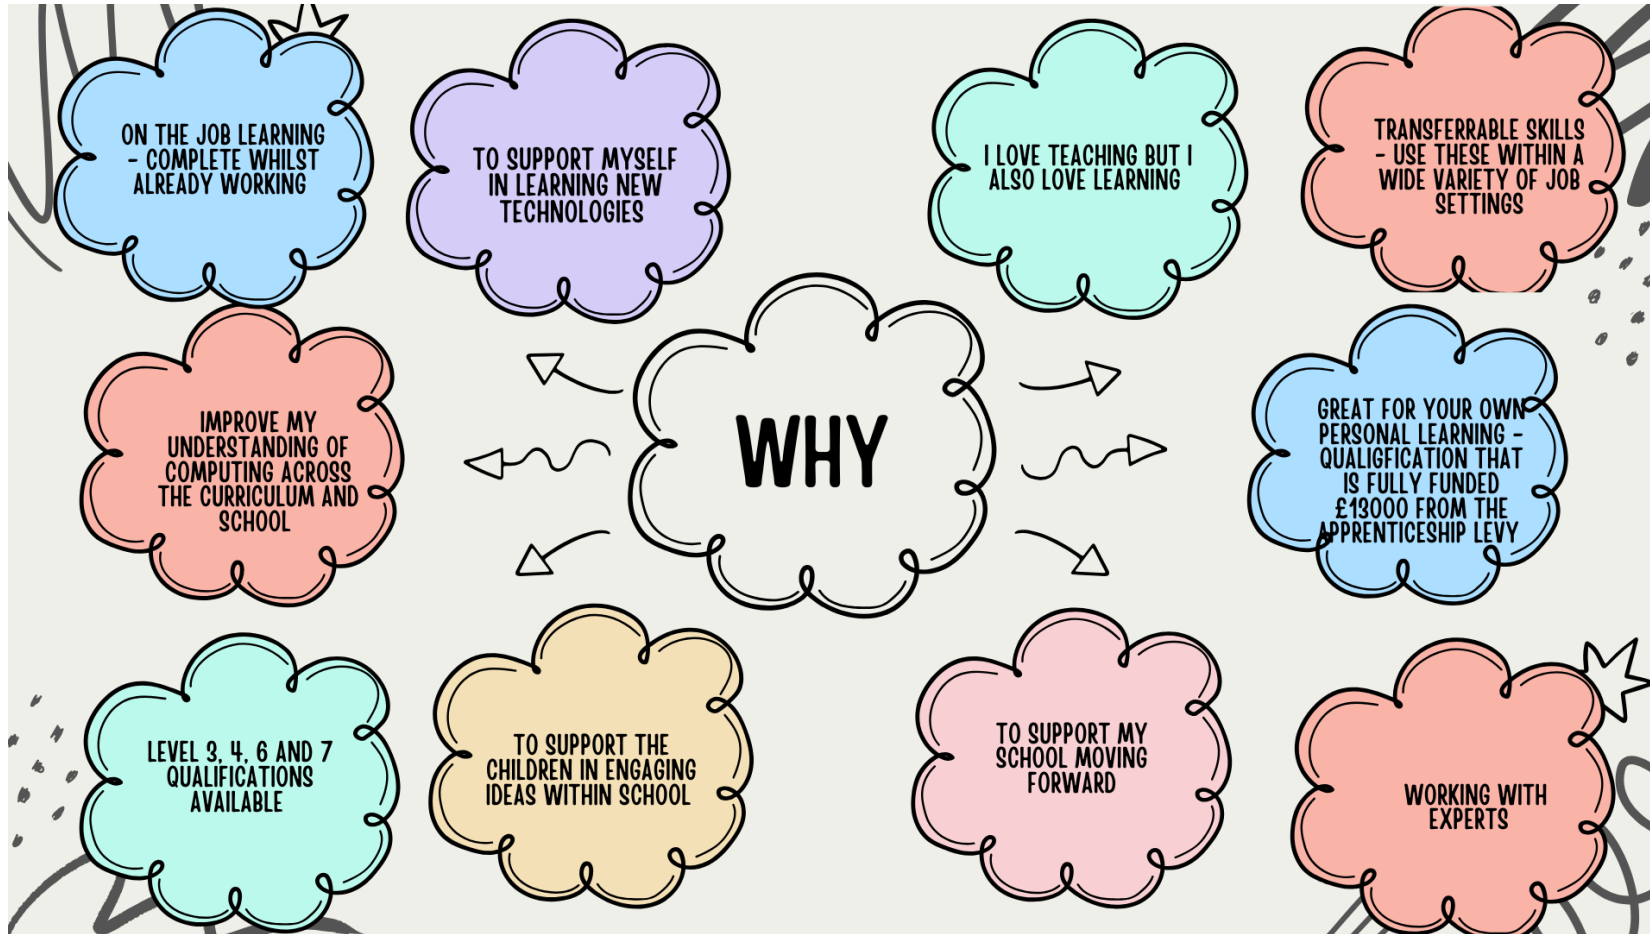 ON THE JOB LEARNING
- COMPLETE WHILST
ALREADY WORKING
TO SUPPORT MYSELF
IN LEARNING NEW
TECHNOLOGIES
I LOVE TEACHING BUT I
ALSO LOVE LEARNING
TRANSFERRABLE SKILLS
- USE THESE WITHIN A
WIDE VARIETY OF JOB
SETTINGS
IMPROVE MY
UNDERSTANDING OF
COMPUTING ACROSS
THE CURRICULUM AND
SCHOOL
WHY
GREAT FOR YOUR OWN
PERSONAL LEARNING -
QUALIGFICATION THAT
IS FULLY FUNDED
£13000 FROM THE
APPRENTICESHIP LEVY
LEVEL 3, 4, 6 AND 7
QUALIFICATIONS
AVAILABLE
TO SUPPORT THE
CHILDREN IN ENGAGING
IDEAS WITHIN SCHOOL
TO SUPPORT MY
SCHOOL MOVING
FORWARD
WORKING WITH
EXPERTS